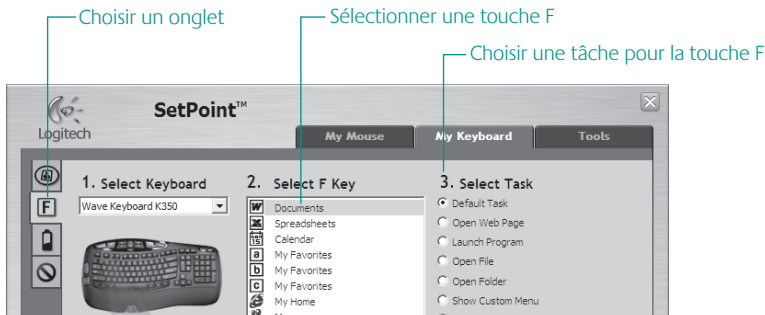 Choisir un onglet
Sélectionner une touche F
Choisir une tâche pour la touche F
Logitech
SetPoint™
My Mouse
My Keyboard
Tools
1. Select Keyboard
Wave Keyboard K350
2. Select F Key
Documents
Spreadsheets
Calendar
My Favorites
My Favorites
My Favorites
My Home
3. Select Task
Default Task
Open Web Page
Launch Program
Open File
Open Folder
Show Custom Menu